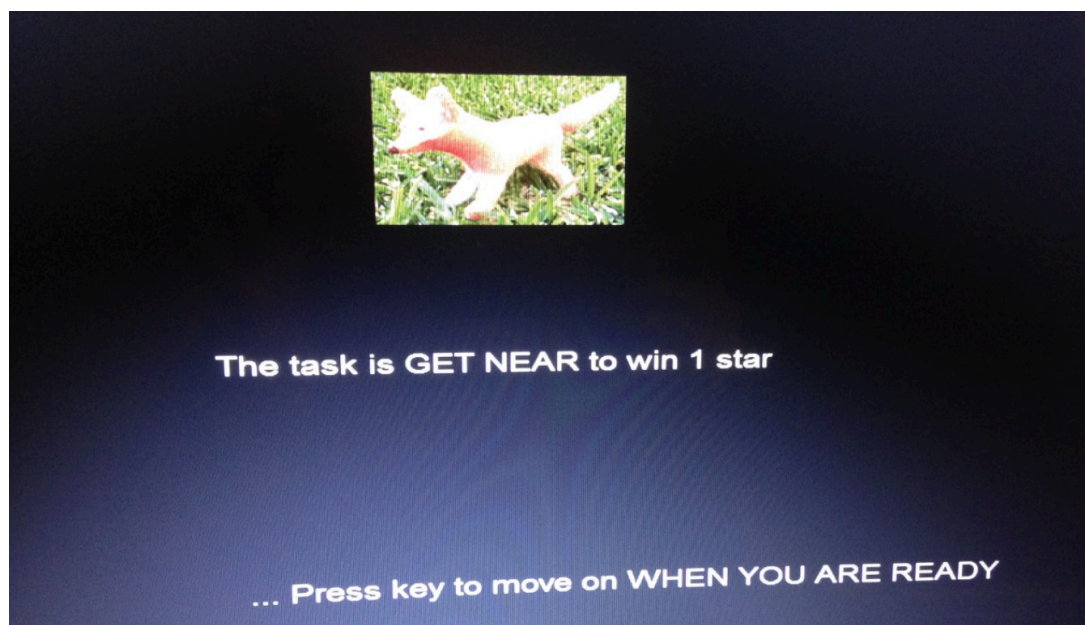 The task is GET NEAR to win 1 star
... Press key to move on WHEN YOU ARE READY